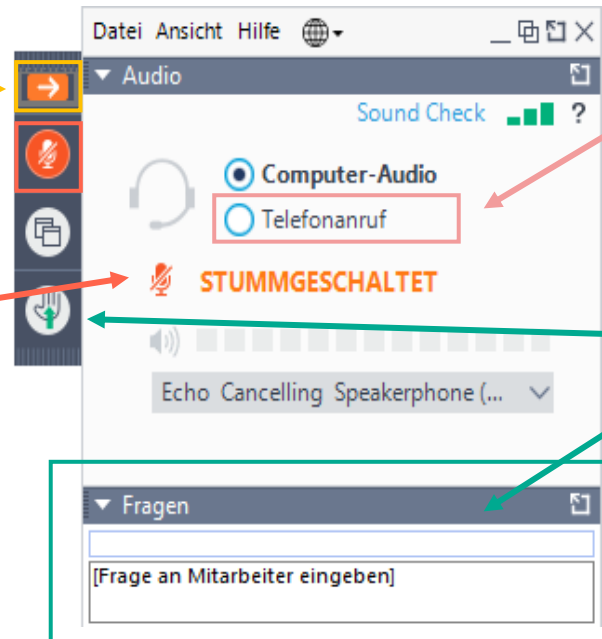 Datei Ansicht Hilfe
Audio
Sound Check ?
Computer-Audio
Telefonanruf
STUMMGESCHALTET
Echo Cancelling Speakerphone (...
Fragen
[Frage an Mitarbeiter eingeben]